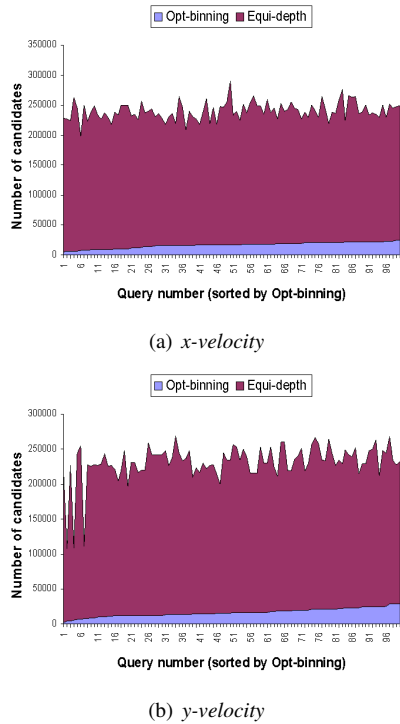 Opt-binning Equi-depth
350000
300000
250000
200000
150000
100000
50000
0
Number of candidates
1 6 11 16 21 26 31 36 41 46 51 56 61 66 71 76 81 86 91 96
Query number (sorted by Opt-binning)
(a) x-velocity
Opt-binning Equi-depth
300000
250000
200000
150000
100000
50000
0
Number of candidates
1 6 11 16 21 26 31 36 41 46 51 56 61 66 71 76 81 86 91 96
Query number (sorted by Opt-binning)
(b) y-velocity